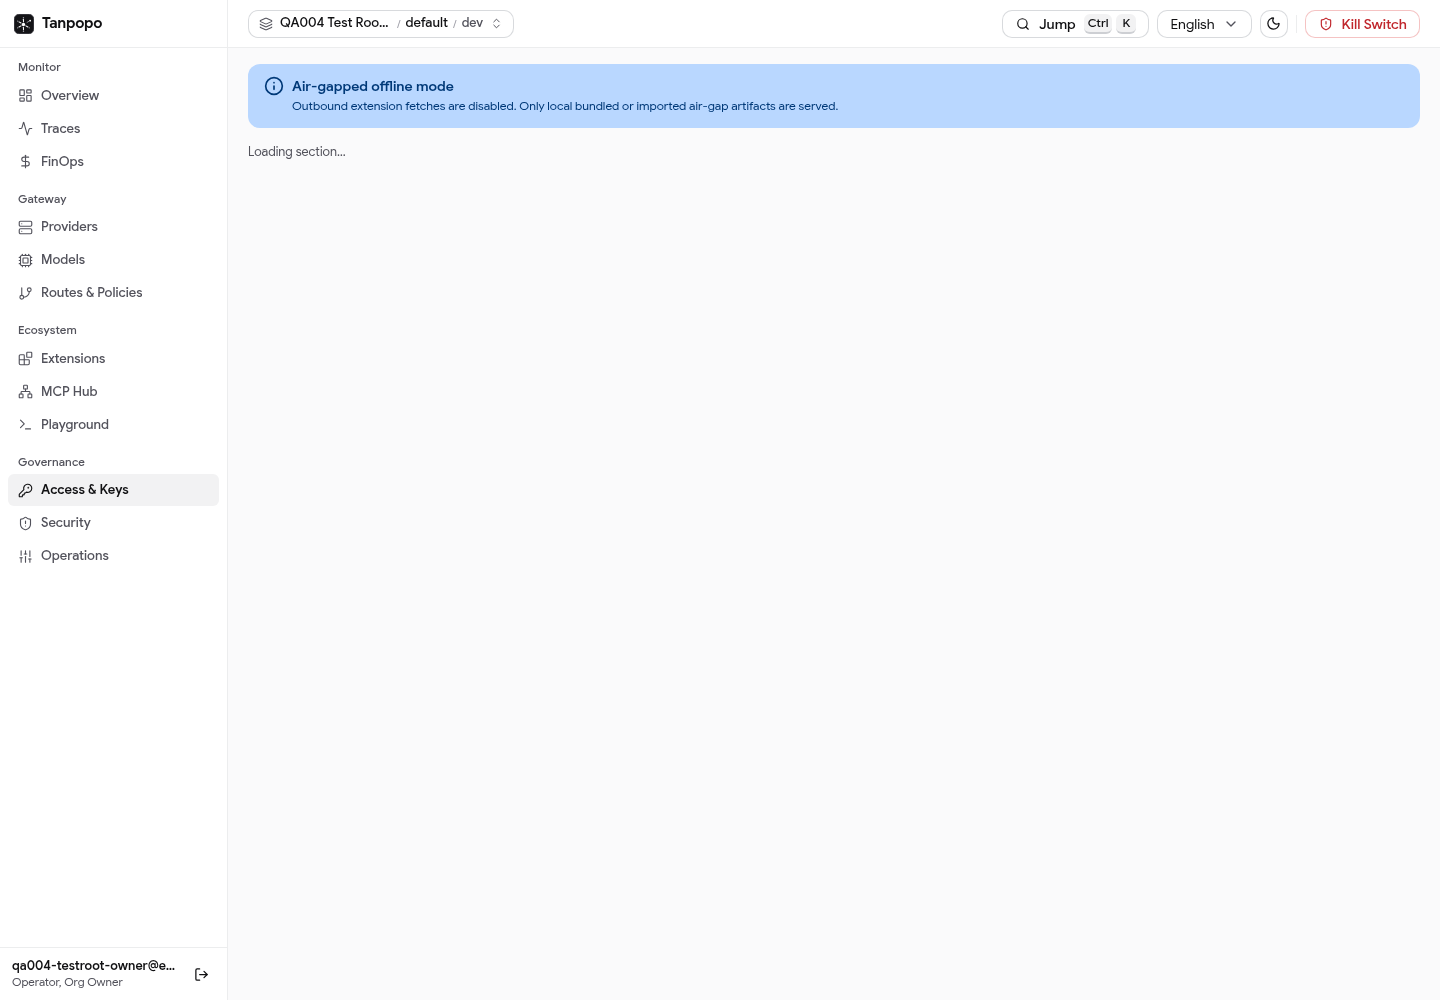 Tanpopo
QA004 Test Roo... / default / dev
Jump Ctrl K
English
Kill Switch
Monitor
Overview
Traces
FinOps
Gateway
Providers
Models
Routes & Policies
Ecosystem
Extensions
MCP Hub
Playground
Governance
Access & Keys
Security
Operations
Air-gapped offline mode
Outbound extension fetches are disabled. Only local bundled or imported air-gap artifacts are served.
Loading section...
qa004-testroot-owner@e...
Operator, Org Owner